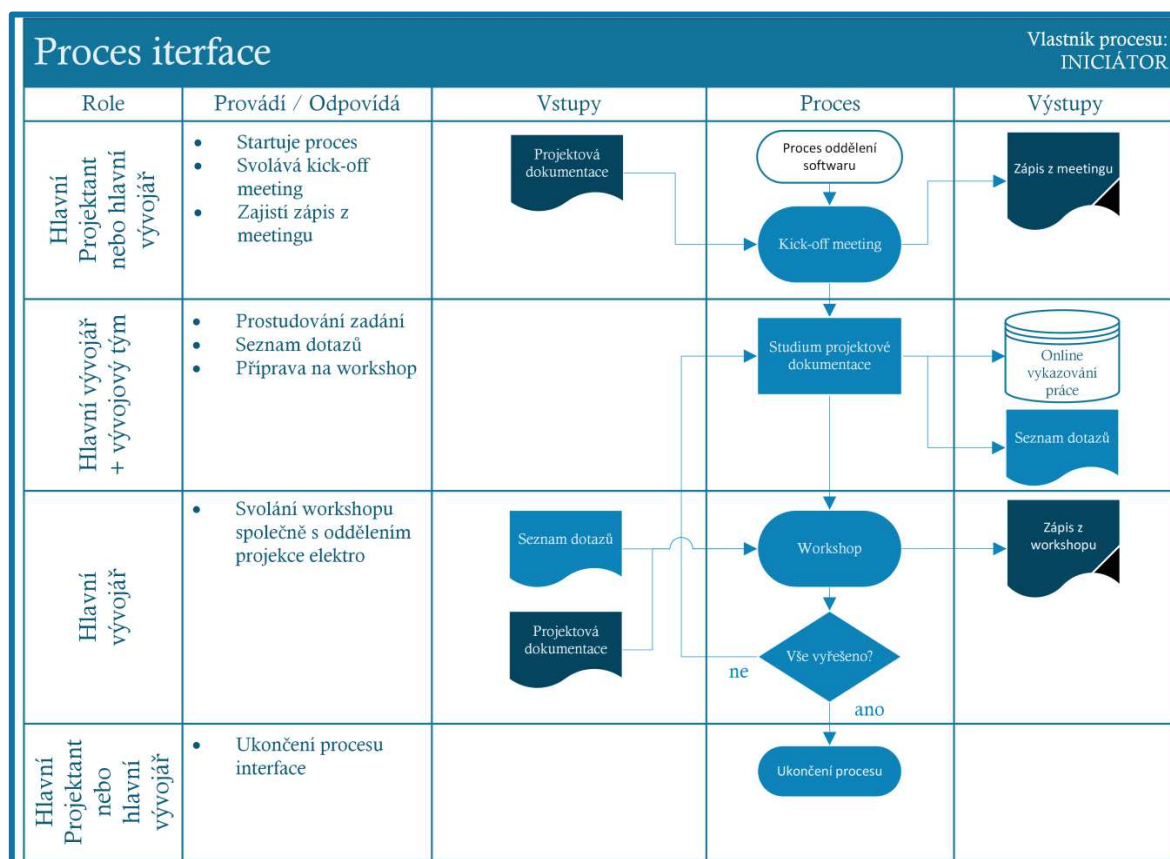 Proces iterface
Vlastník procesu:
INICIÁTOR
Role
Provádí / Odpovídá
Vstupy
Proces
Výstupy
Hlavní
Projektant
nebo hlavní
vývojář
• Startuje proces
• Svolává kick-off
meeting
• Zajistí zápis z
meetingu
Projektová
dokumentace
Proces oddělení
softwaru
Kick-off meeting
Zápis z meetingu
Hlavní vývojář
+ vývojový tým
• Prostudování zadání
• Seznam dotazů
• Příprava na workshop
Studium projektové
dokumentace
Online
vykazování
práce
Seznam dotazů
Hlavní
vývojář
• Svolání workshopu
společně s oddělením
projekce elektro
Seznam dotazů
Projektová
dokumentace
Workshop
Vše vyřešeno?
ne
ano
Zápis z
workshopu
Hlavní
Projektant
nebo
hlavní
vývojář
• Ukončení procesu
interface
Ukončení procesu